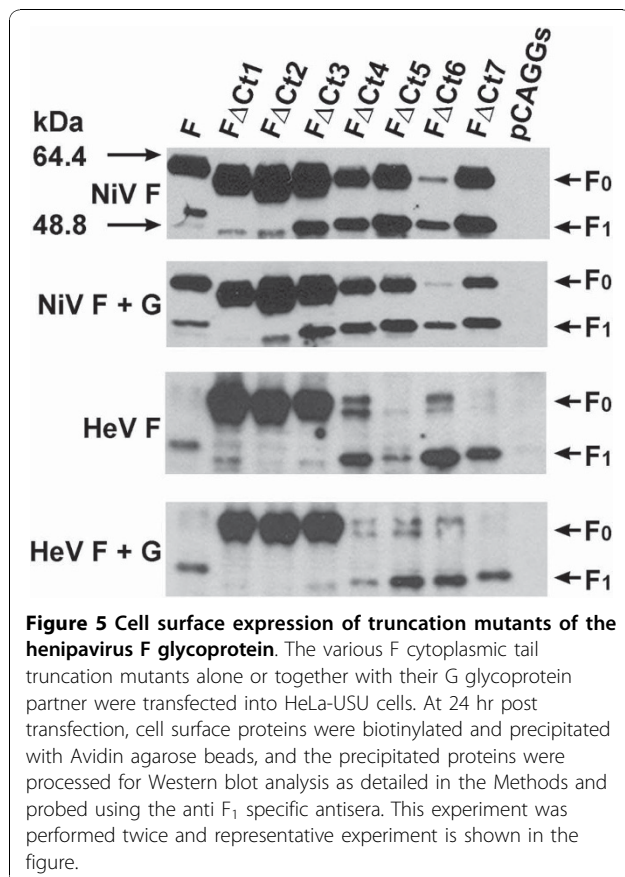 F FΔCt1 FΔCt2 FΔCt3 FΔCt4 FΔCt5 FΔCt6 FΔCt7 pCAGGs
kDa
64.4
NiV F
48.8
F0
F1
NiV F + G
F0
F1
HeV F
F0
F1
HeV F + G
F0
F1
Figure 5 Cell surface expression of truncation mutants of the
henipavirus F glycoprotein. The various F cytoplasmic tail
truncation mutants alone or together with their G glycoprotein
partner were transfected into HeLa-USU cells. At 24 hr post
transfection, cell surface proteins were biotinylated and precipitated
with Avidin agarose beads, and the precipitated proteins were
processed for Western blot analysis as detailed in the Methods and
probed using the anti F1 specific antisera. This experiment was
performed twice and representative experiment is shown in the
figure.